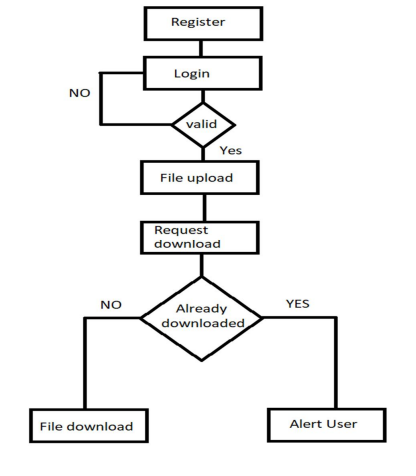 Register
Login
NO
valid
Yes
File upload
Request
download
NO
YES
Already
downloaded
File download
Alert User